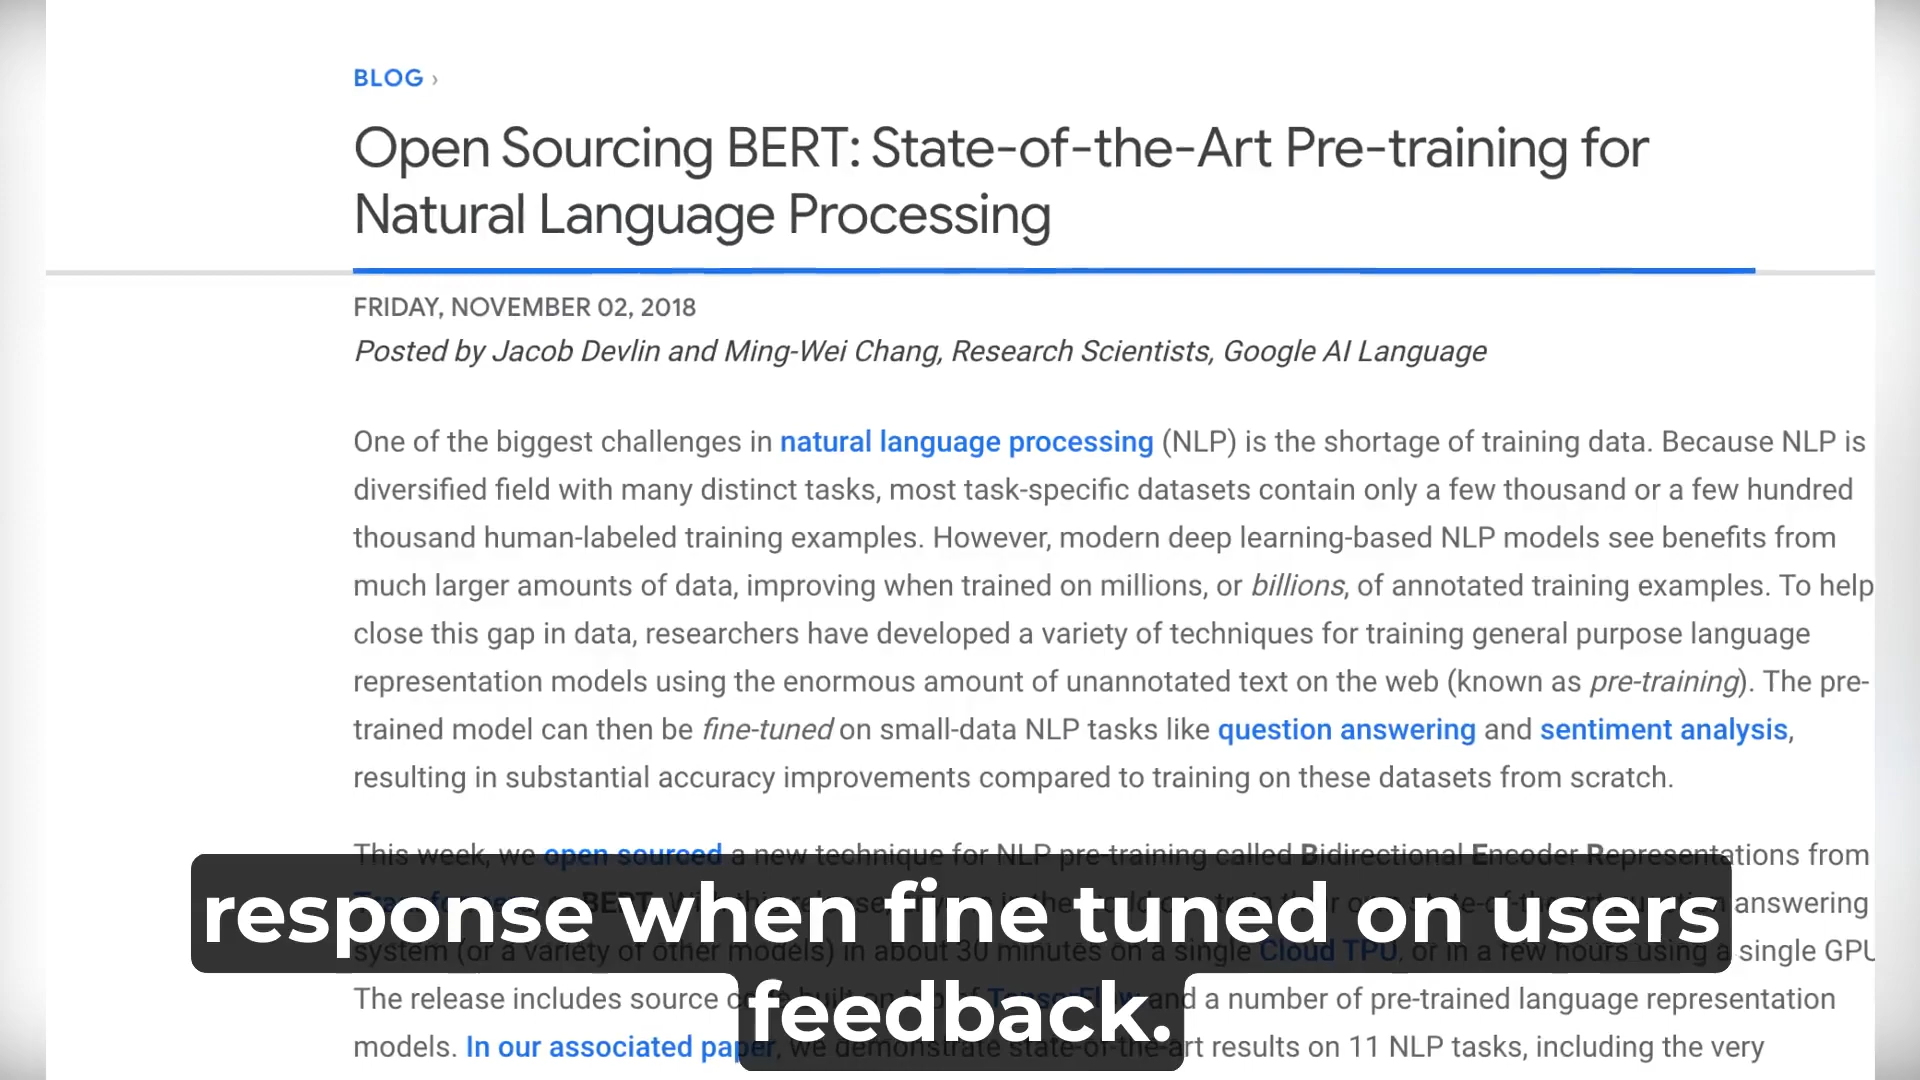 BLOG ›
Open Sourcing BERT: State-of-the-Art Pre-training for
Natural Language Processing
FRIDAY, NOVEMBER 02, 2018
Posted by Jacob Devlin and Ming-Wei Chang, Research Scientists, Google AI Language
One of the biggest challenges in natural language processing (NLP) is the shortage of training data. Because NLP is
diversified field with many distinct tasks, most task-specific datasets contain only a few thousand or a few hundred
thousand human-labeled training examples. However, modern deep learning-based NLP models see benefits from
much larger amounts of data, improving when trained on millions, or billions, of annotated training examples. To help
close this gap in data, researchers have developed a variety of techniques for training general purpose language
representation models using the enormous amount of unannotated text on the web (known as pre-training). The pre-
trained model can then be fine-tuned on small-data NLP tasks like question answering and sentiment analysis,
resulting in substantial accuracy improvements compared to training on these datasets from scratch.
This week, we open sourced a new technique for NLP pre-training called Bidirectional Encoder Representations from
answering
system (or a variety of other models) in about 30 minutes on a single Cloud TPU, or in a few hours using a single GPU
The release includes source and a number of pre-trained language representation
models. In our associated paper, we demonstrate state-of-the-art results on 11 NLP tasks, including the very
response when fine tuned on users
feedback.